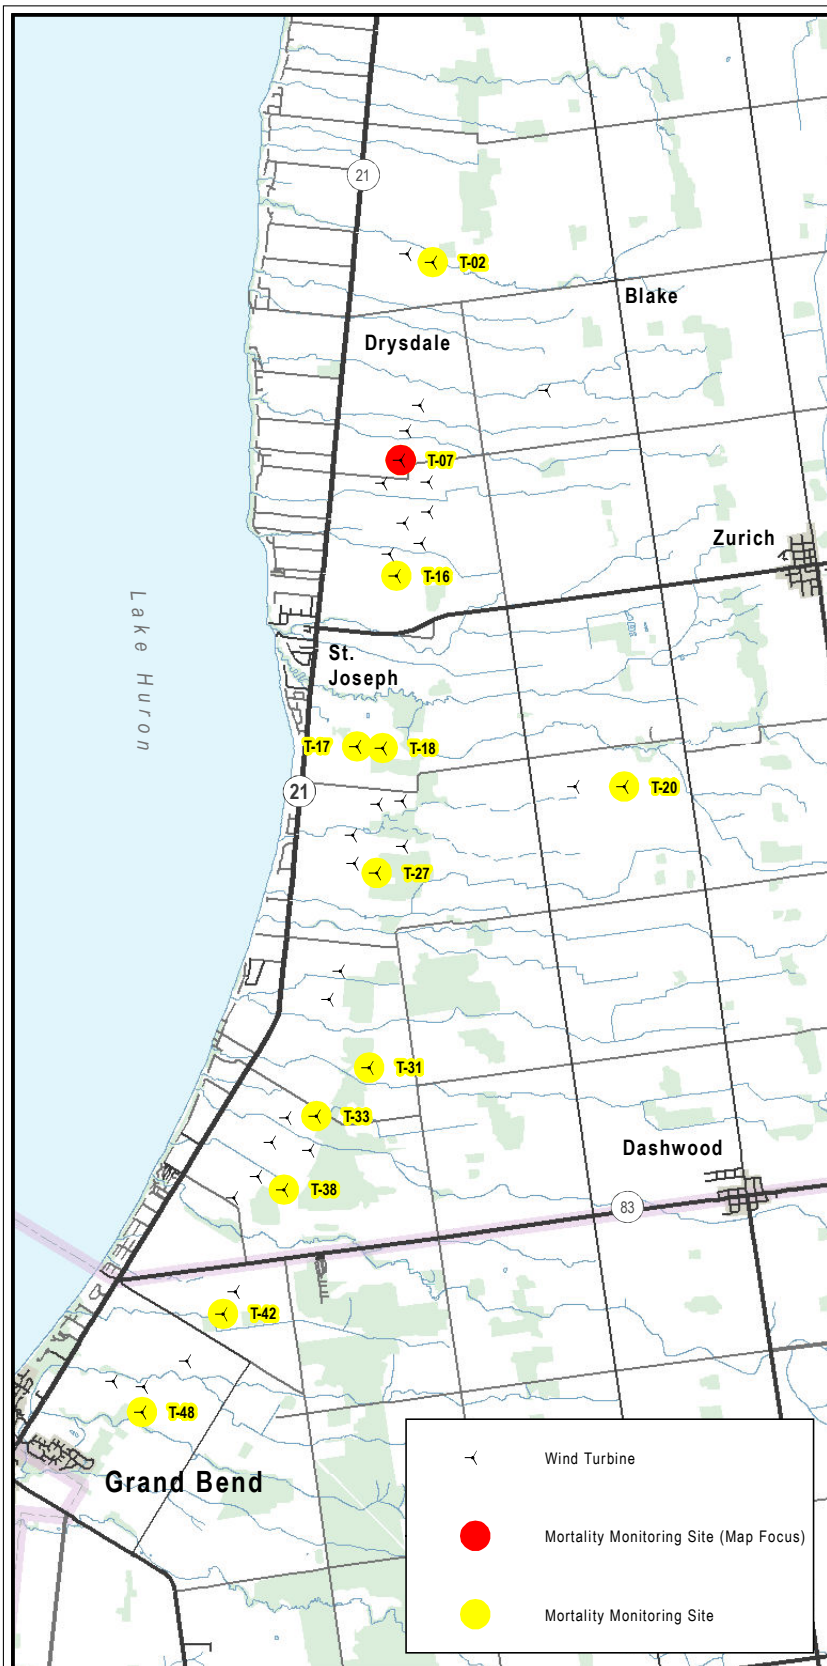 21
T-02
Blake
Drysdale
T-07
Zurich
T-16
Lake Huron
St.
Joseph
T-17
T-18
21
T-20
T-27
T-31
T-33
Dashwood
T-38
83
T-42
T-48
Grand Bend
Wind Turbine
Mortality Monitoring Site (Map Focus)
Mortality Monitoring Site